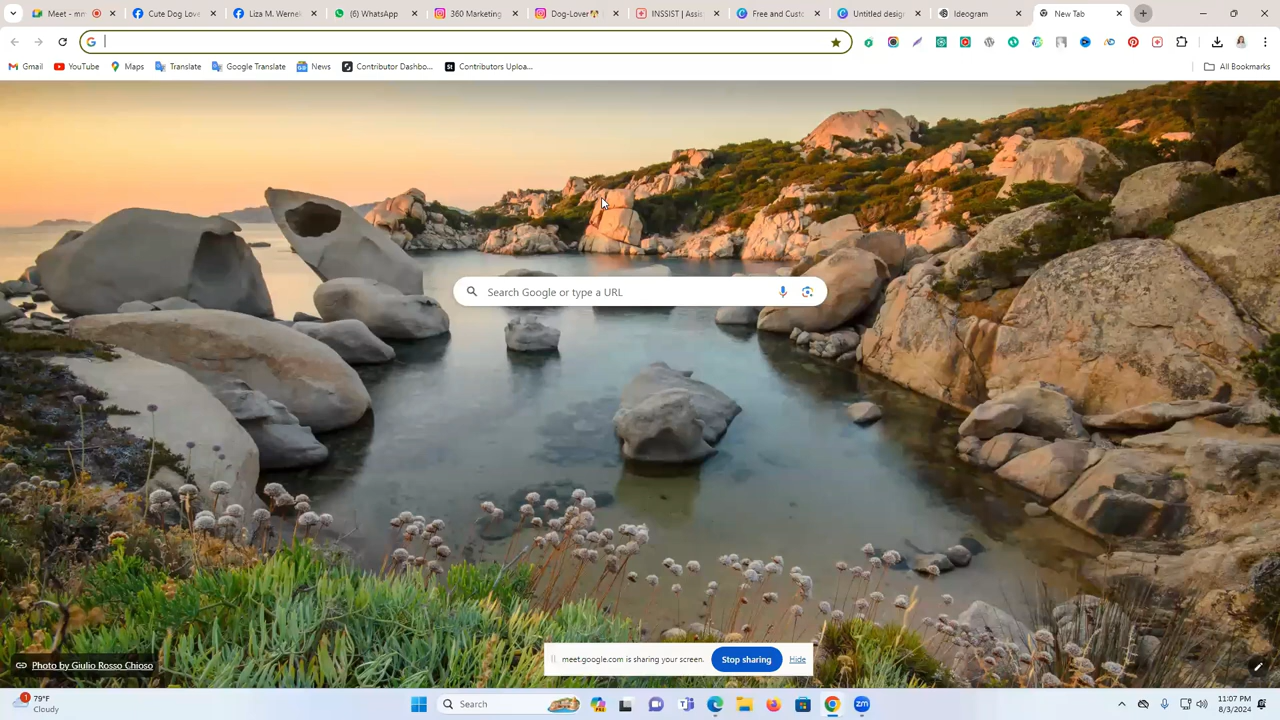 Meet - mm
Cute Dog Love
Liza M. Wernek
(6) WhatsApp
360 Marketing
Dog-Lover
INSSIST | Assis
Free and Custo
Untitled design
Ideogram
New Tab
Gmail
YouTube
Maps
Translate
Google Translate
News
Contributor Dashbo...
Contributors Uploa...
All Bookmarks
Search Google or type a URL
Photo by Giulio Rosso Chioso
meet.google.com is sharing your screen.
Stop sharing
Hide
79°F
Cloudy
Search
11:07 PM
8/3/2024